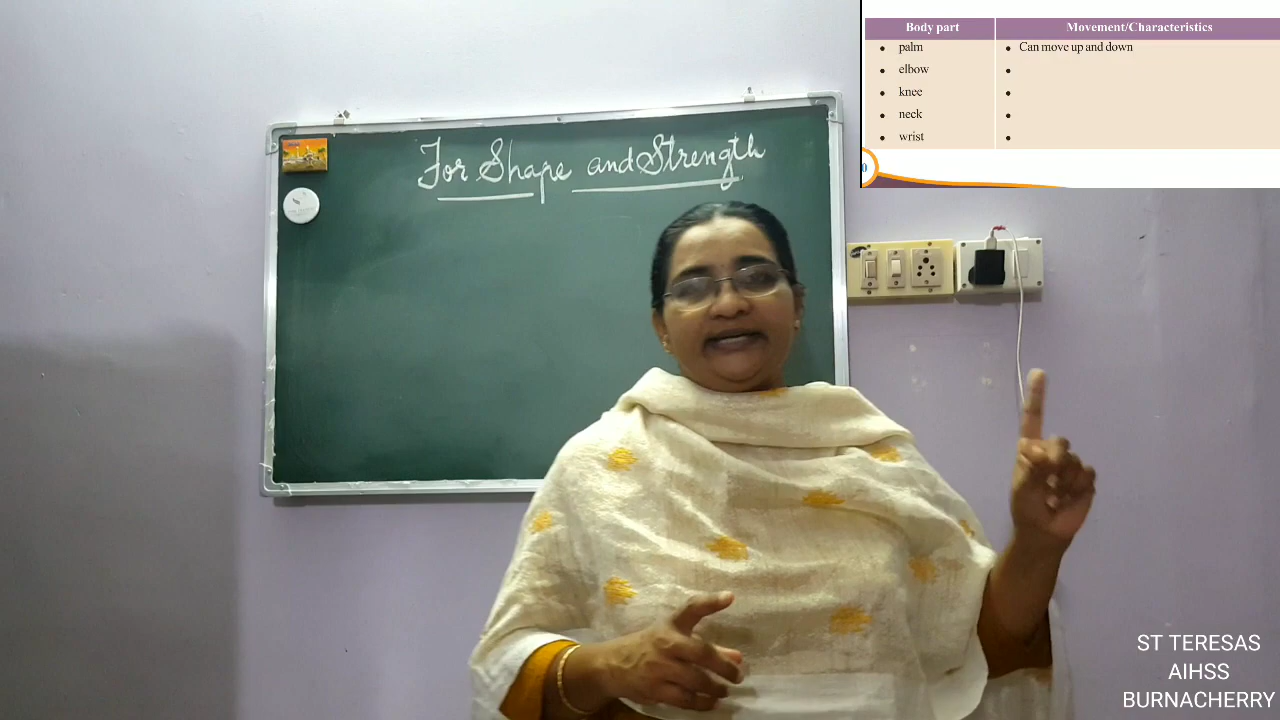 Body part Movement/Characteristics
• palm • Can move up and down
• elbow •
• knee •
• neck •
• wrist •
0
For Shape and Strength
ST TERESAS
AIHSS
BURNACHERRY